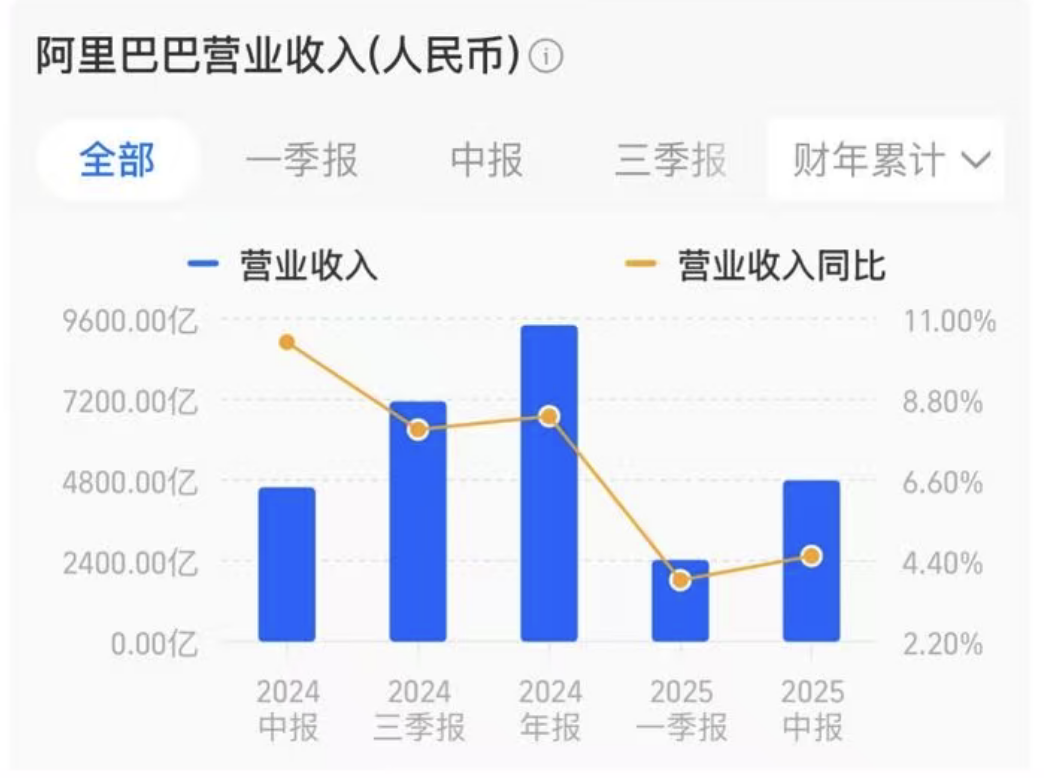 阿里巴巴营业收入(人民币)
全部 一季报 中报 三季报 财年累计
营业收入 营业收入同比
9600.00亿 11.00%
7200.00亿 8.80%
4800.00亿 6.60%
2400.00亿 4.40%
0.00亿 2.20%
2024 2024 2024 2025 2025
中报 三季报 年报 一季报 中报